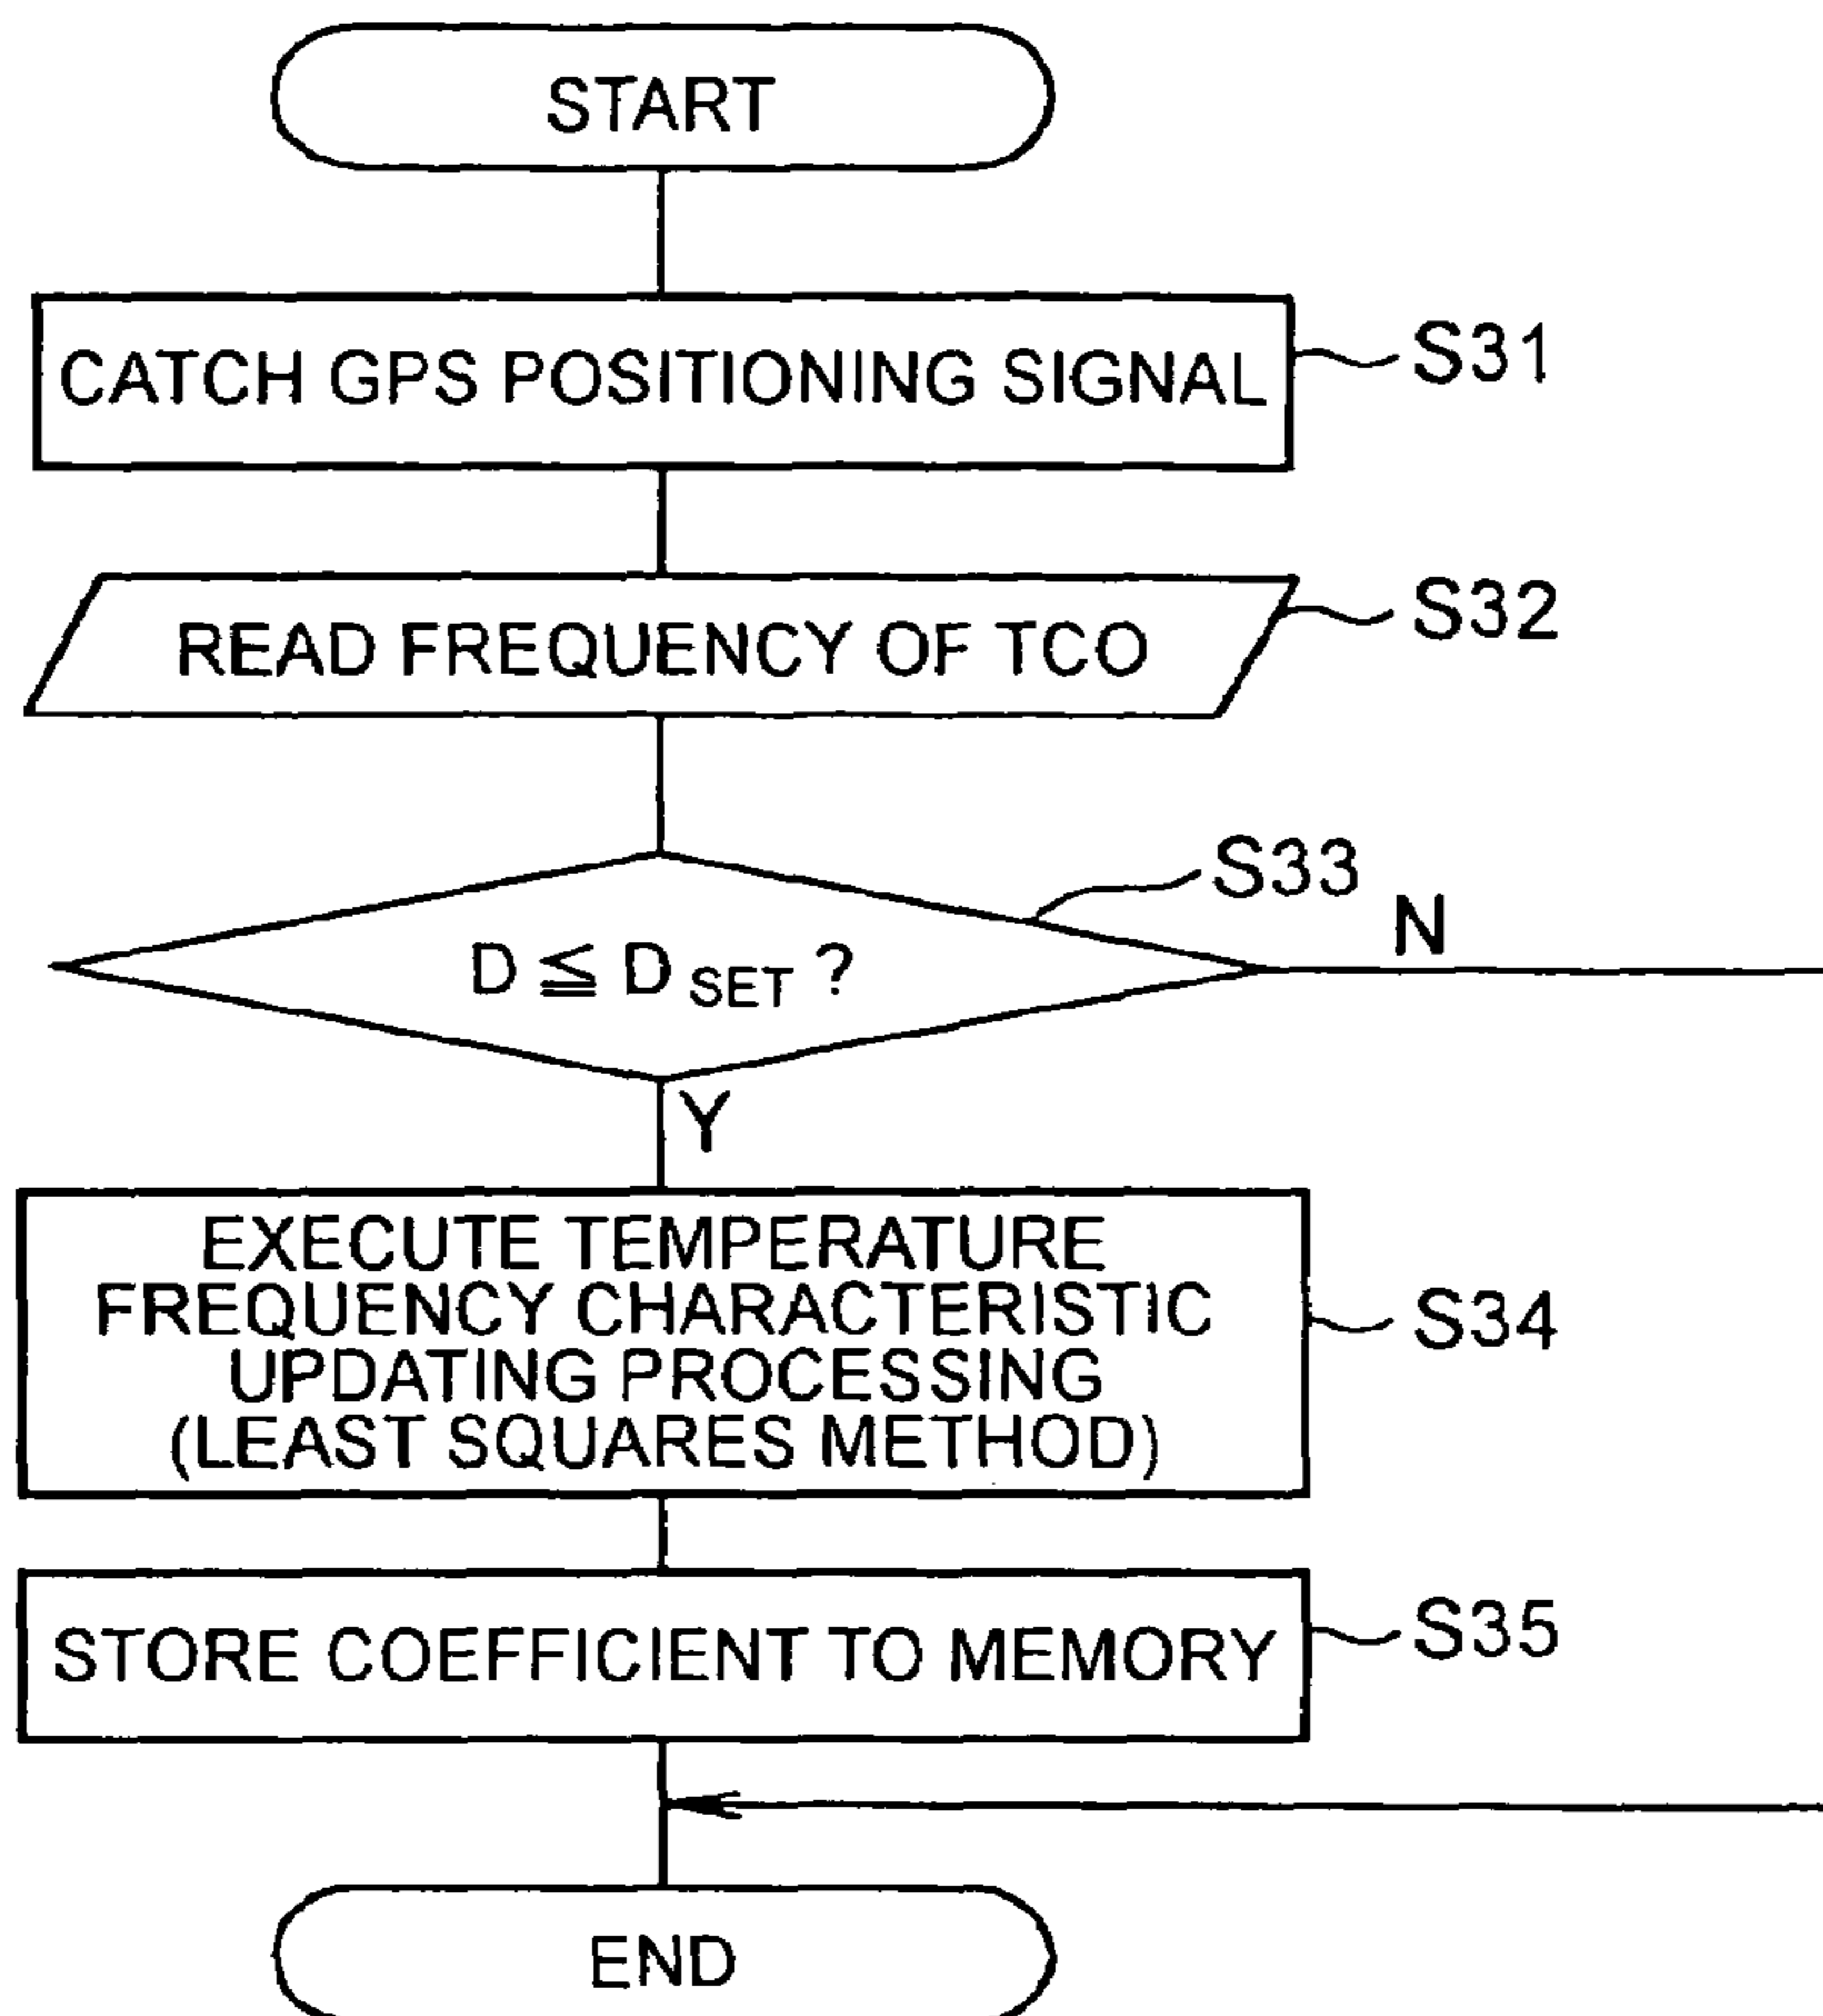 START
CATCH GPS POSITIONING SIGNAL
S31
READ FREQUENCY OF TCO
S32
S33
D ≦ D SET ?
N
Y
EXECUTE TEMPERATURE
FREQUENCY CHARACTERISTIC
UPDATING PROCESSING
(LEAST SQUARES METHOD)
S34
STORE COEFFICIENT TO MEMORY
S35
END